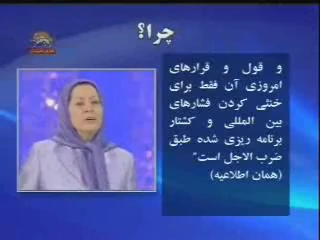 چرا؟
و قول و قرارهای
امروزی آن فقط برای
خنثی کردن فشارهای
بین المللی و کشتار
برنامه ریزی شده طبق
ضرب الاجل است"
(همان اطلاعیه)